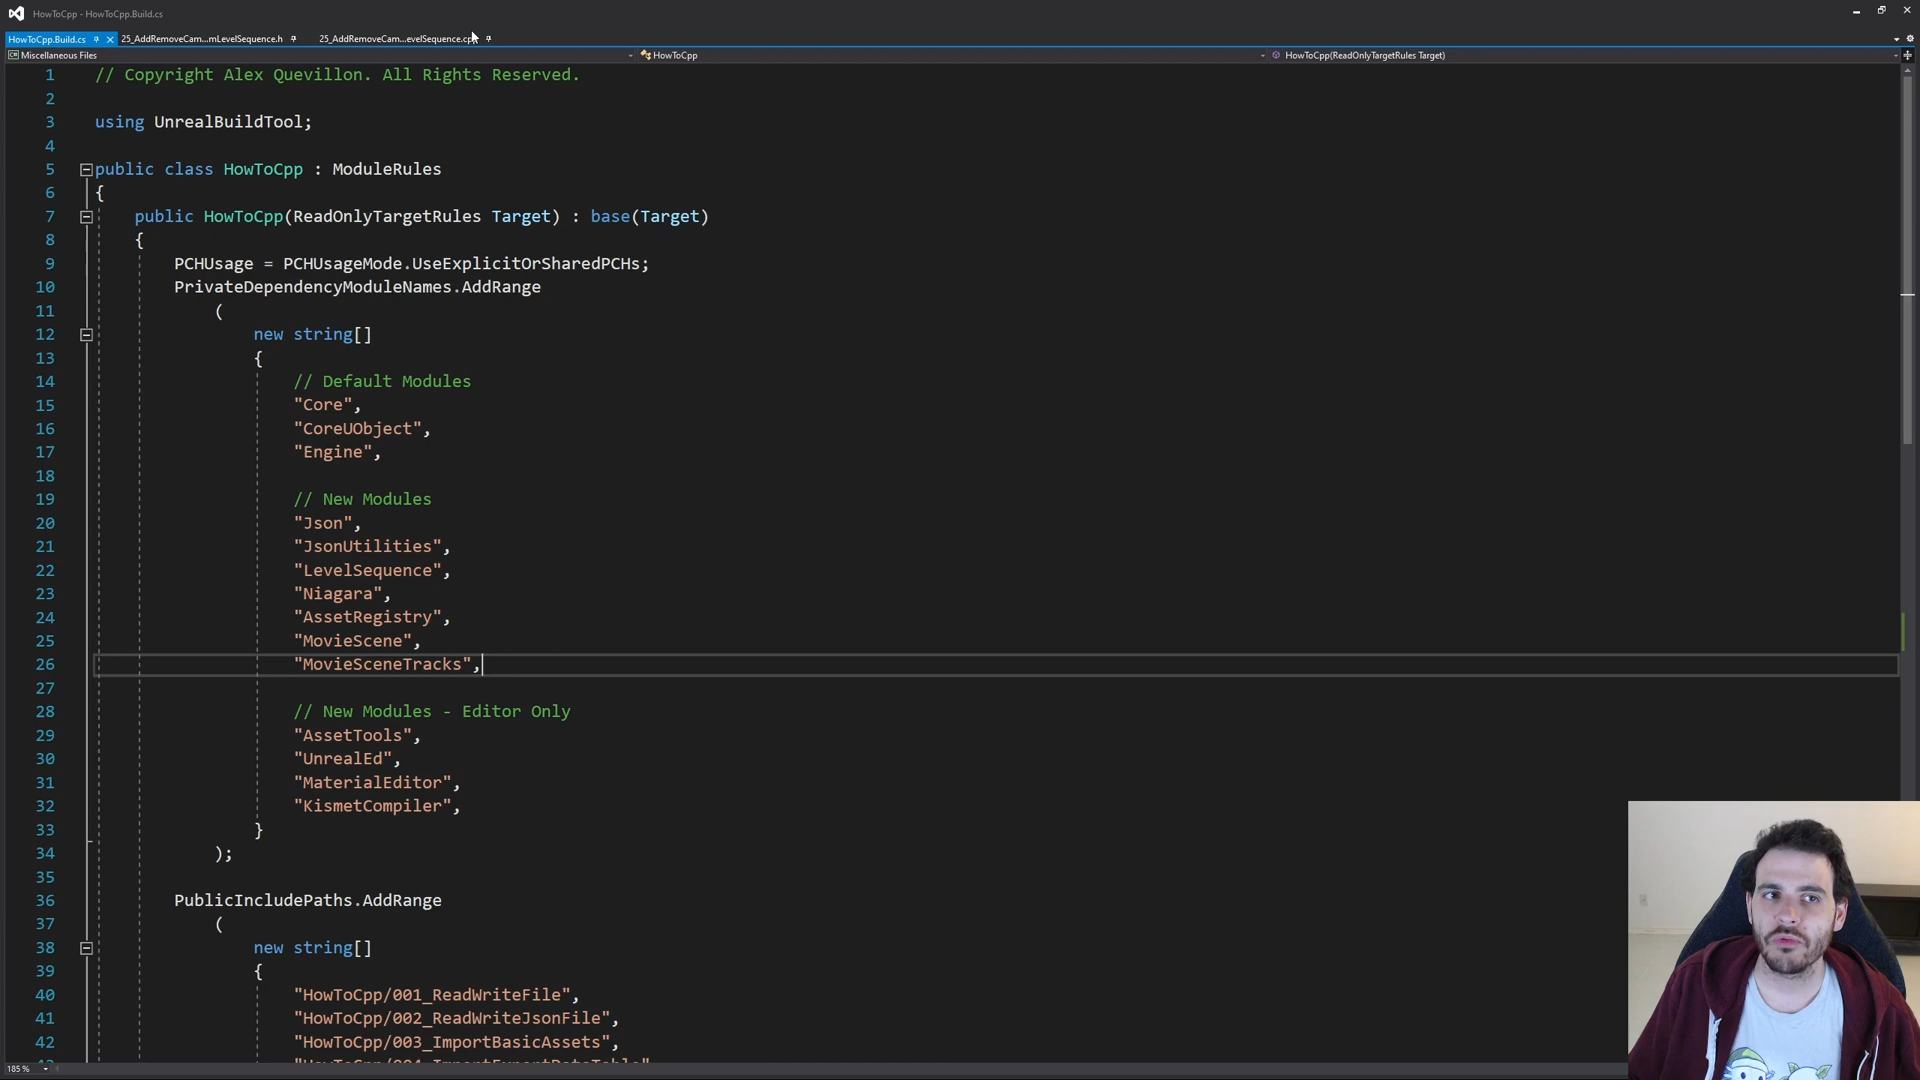 HowToCpp - HowToCpp.Build.cs
HowToCpp.Build.cs
25_AddRemoveCam...mLevelSequence.h
25_AddRemoveCam...evelSequence.cpp
Miscellaneous Files
HowToCpp
HowToCpp(ReadOnlyTargetRules Target)
1 // Copyright Alex Quevillon. All Rights Reserved.
2
3 using UnrealBuildTool;
4
5 public class HowToCpp : ModuleRules
6 {
7 public HowToCpp(ReadOnlyTargetRules Target) : base(Target)
8 {
9 PCHUsage = PCHUsageMode.UseExplicitOrSharedPCHs;
10 PrivateDependencyModuleNames.AddRange
11 (
12 new string[]
13 {
14 // Default Modules
15 "Core",
16 "CoreUObject",
17 "Engine",
18
19 // New Modules
20 "Json",
21 "JsonUtilities",
22 "LevelSequence",
23 "Niagara",
24 "AssetRegistry",
25 "MovieScene",
26 "MovieSceneTracks",
27
28 // New Modules - Editor Only
29 "AssetTools",
30 "UnrealEd",
31 "MaterialEditor",
32 "KismetCompiler",
33 }
34 );
35
36 PublicIncludePaths.AddRange
37 (
38 new string[]
39 {
40 "HowToCpp/001_ReadWriteFile",
41 "HowToCpp/002_ReadWriteJsonFile",
42 "HowToCpp/003_ImportBasicAssets",
185 %